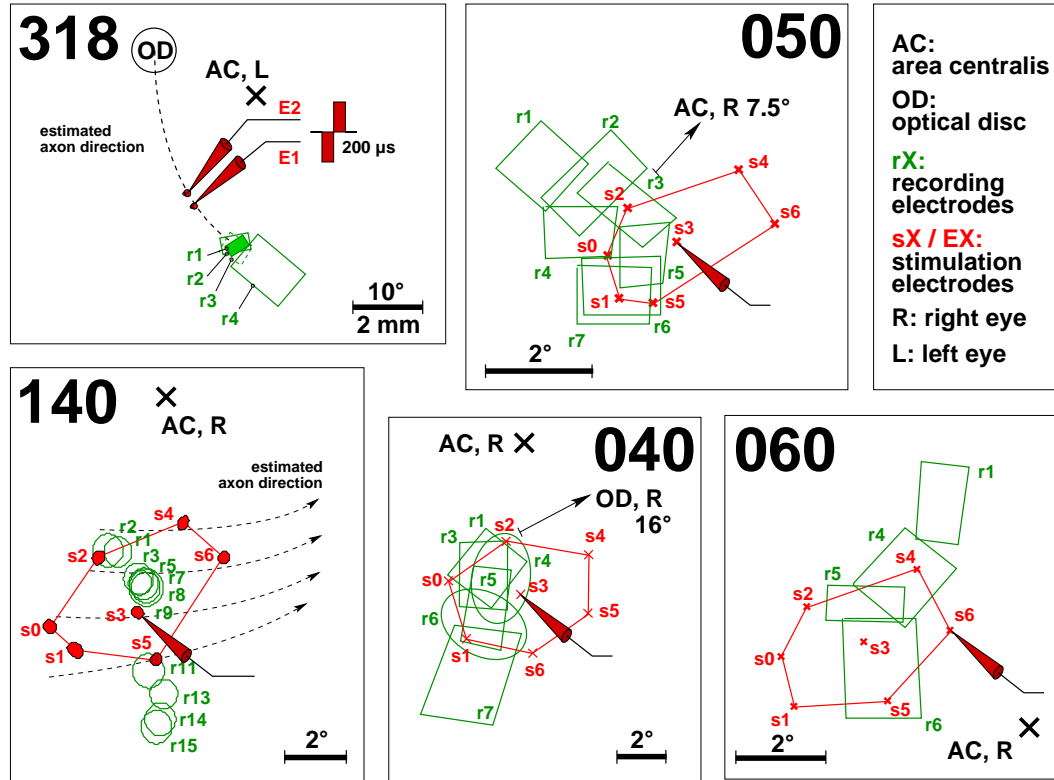 318
OD
AC, L
E2
E1
200 µs
estimated
axon direction
r1
r2
r3
r4
10°
2 mm
050
AC, R 7.5°
r1
r2
r3
s4
s2
s6
s3
s0
r4
r5
s1
s5
r6
r7
2°
AC:
area centralis
OD:
optical disc
rX:
recording
electrodes
sX / EX:
stimulation
electrodes
R: right eye
L: left eye
140
AC, R
estimated
axon direction
s4
r2
r1
s2
s6
r3
r5
r7
r8
r9
s3
s0
s1
s5
r11
r13
r14
r15
2°
AC, R
040
OD, R
16°
r1
s2
r3
s4
r4
s0
r5
s3
r6
s5
s1
s6
r7
2°
060
r1
r4
s4
r5
s2
s6
s3
s0
s1
s5
r6
AC, R
2°